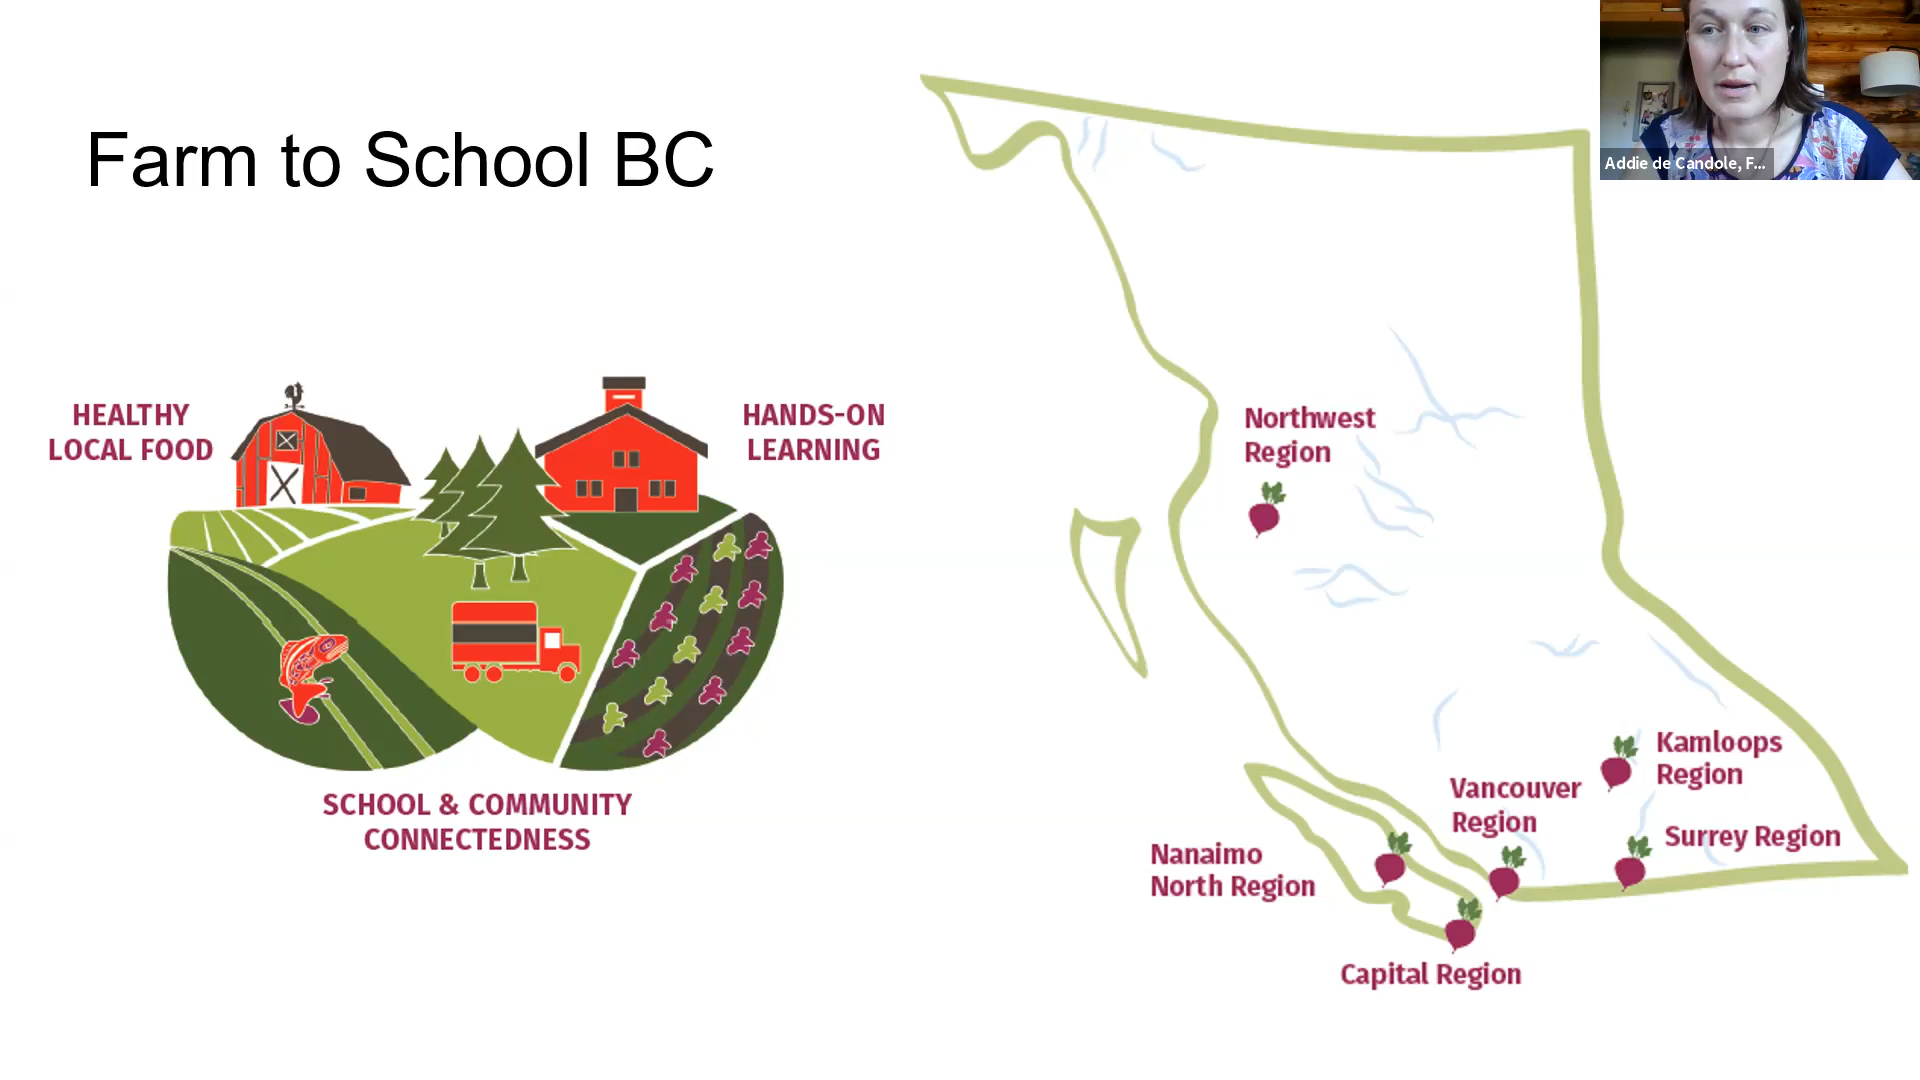 Farm to School BC
Addie de Candole, F...
HEALTHY
LOCAL FOOD
HANDS-ON
LEARNING
SCHOOL & COMMUNITY
CONNECTEDNESS
Northwest
Region
Kamloops
Region
Vancouver
Region
Surrey Region
Nanaimo
North Region
Capital Region